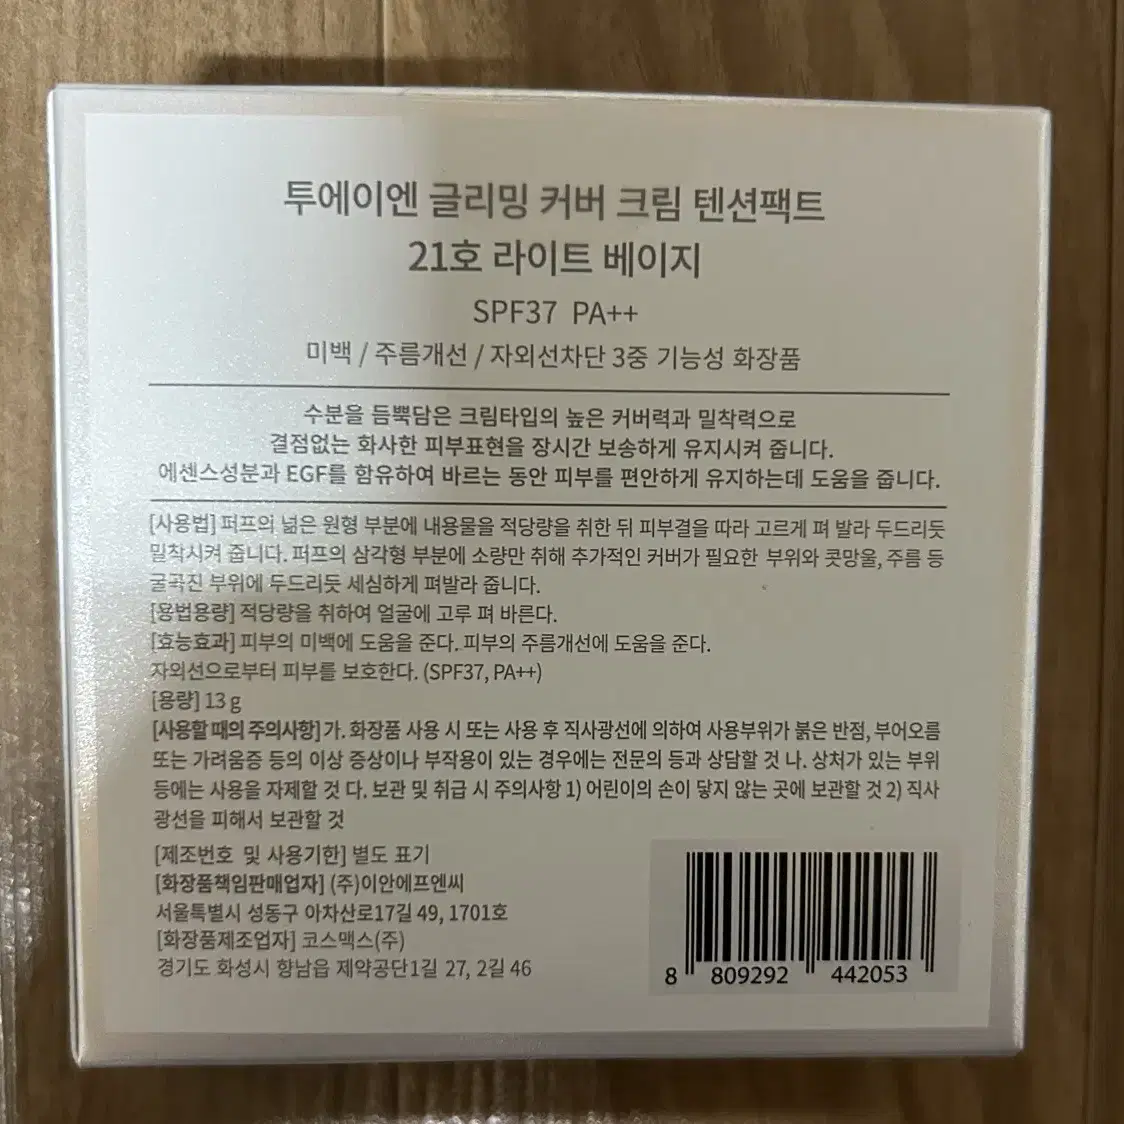 투에이엔 글리밍 커버 크림 텐션팩트
21호 라이트 베이지
SPF37 PA++
미백 / 주름개선 / 자외선차단 3중 기능성 화장품
수분을 듬뿍담은 크림타입의 높은 커버력과 밀착력으로
결점없는 화사한 피부표현을 장시간 보송하게 유지시켜 줍니다.
에센스성분과 EGF를 함유하여 바르는 동안 피부를 편안하게 유지하는데 도움을 줍니다.
[사용법] 퍼프의 넓은 원형 부분에 내용물을 적당량을 취한 뒤 피부결을 따라 고르게 펴 발라 두드리듯
밀착시켜 줍니다. 퍼프의 삼각형 부분에 소량만 취해 추가적인 커버가 필요한 부위와 콧망울, 주름 등
굴곡진 부위에 두드리듯 세심하게 펴발라 줍니다.
[용법용량] 적당량을 취하여 얼굴에 고루 펴 바른다.
[효능효과] 피부의 미백에 도움을 준다. 피부의 주름개선에 도움을 준다.
자외선으로부터 피부를 보호한다. (SPF37, PA++)
[용량] 13 g
[사용할 때의 주의사항] 가. 화장품 사용 시 또는 사용 후 직사광선에 의하여 사용부위가 붉은 반점, 부어오름
또는 가려움증 등의 이상 증상이나 부작용이 있는 경우에는 전문의 등과 상담할 것 나. 상처가 있는 부위
등에는 사용을 자제할 것 다. 보관 및 취급 시 주의사항 1) 어린이의 손이 닿지 않는 곳에 보관할 것 2) 직사
광선을 피해서 보관할 것
[제조번호 및 사용기한] 별도 표기
[화장품책임판매업자] (주)이안에프엔씨
서울특별시 성동구 아차산로17길 49, 1701호
[화장품제조업자] 코스맥스(주)
경기도 화성시 향남읍 제약공단1길 27, 2길 46
8 809292 442053